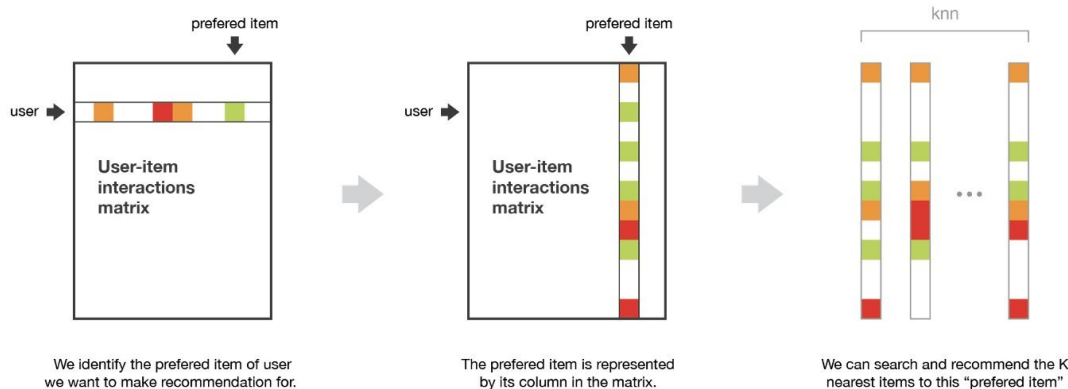 prefered item
user
User-item
interactions
matrix
We identify the prefered item of user
we want to make recommendation for.
prefered item
user
User-item
interactions
matrix
The prefered item is represented
by its column in the matrix.
knn
We can search and recommend the K
nearest items to this “prefered item”